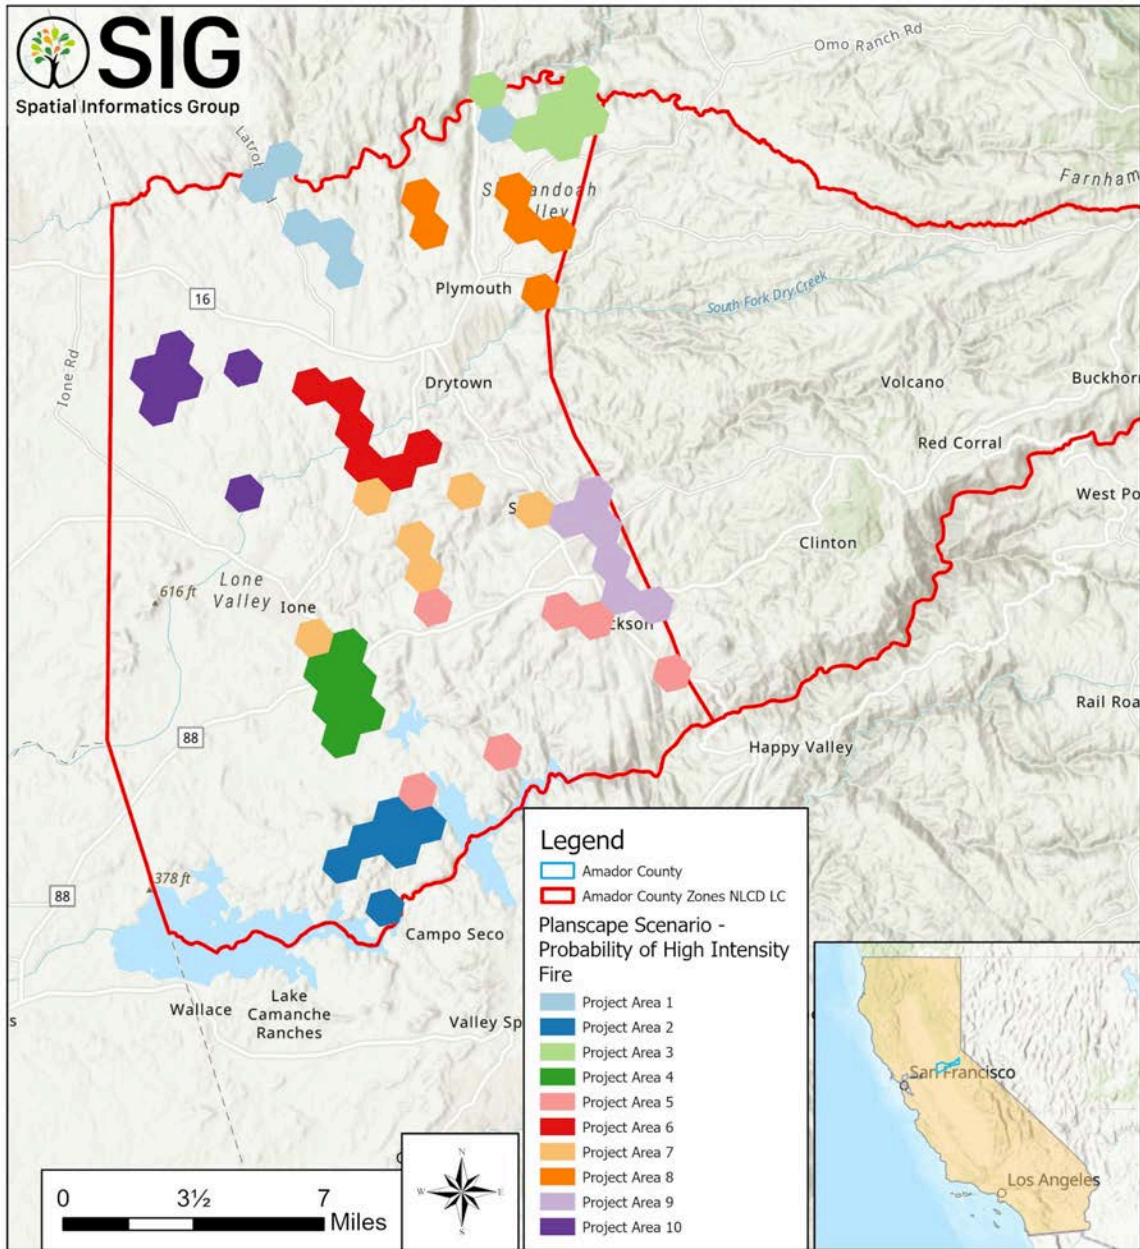 SIG
Spatial Informatics Group
Omo Ranch Rd
Farnham
Plymouth
South Fork Dry Creek
16
Ione Rd
Drytown
Volcano
Buckhorn
Red Corral
West Po
Clinton
Lone
Valley
616 ft
Ione
ckson
Rail Roa
88
Happy Valley
378 ft
88
Campo Seco
Wallace
Lake
Camanche
Ranches
Valley Sp
Legend
Amador County
Amador County Zones NLCD LC
Planscape Scenario -
Probability of High Intensity
Fire
Project Area 1
Project Area 2
Project Area 3
Project Area 4
Project Area 5
Project Area 6
Project Area 7
Project Area 8
Project Area 9
Project Area 10
San Francisco
Los Angeles
N
W E
S
0 3½ 7
Miles